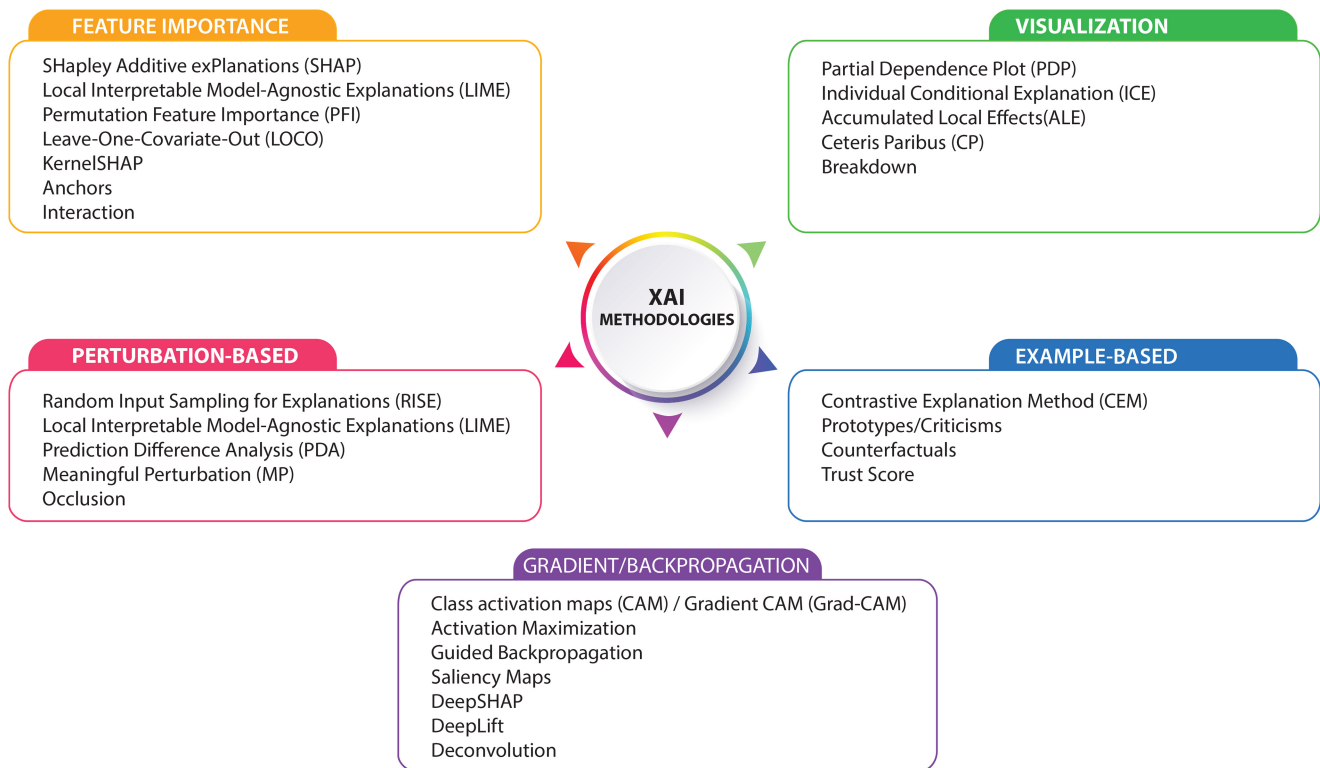 FEATURE IMPORTANCE
SHapley Additive exPlanations (SHAP)
Local Interpretable Model-Agnostic Explanations (LIME)
Permutation Feature Importance (PFI)
Leave-One-Covariate-Out (LOCO)
KernelSHAP
Anchors
Interaction
VISUALIZATION
Partial Dependence Plot (PDP)
Individual Conditional Explanation (ICE)
Accumulated Local Effects(ALE)
Ceteris Paribus (CP)
Breakdown
XAI
METHODOLOGIES
PERTURBATION-BASED
Random Input Sampling for Explanations (RISE)
Local Interpretable Model-Agnostic Explanations (LIME)
Prediction Difference Analysis (PDA)
Meaningful Perturbation (MP)
Occlusion
EXAMPLE-BASED
Contrastive Explanation Method (CEM)
Prototypes/Criticisms
Counterfactuals
Trust Score
GRADIENT/BACKPROPAGATION
Class activation maps (CAM) / Gradient CAM (Grad-CAM)
Activation Maximization
Guided Backpropagation
Saliency Maps
DeepSHAP
DeepLift
Deconvolution